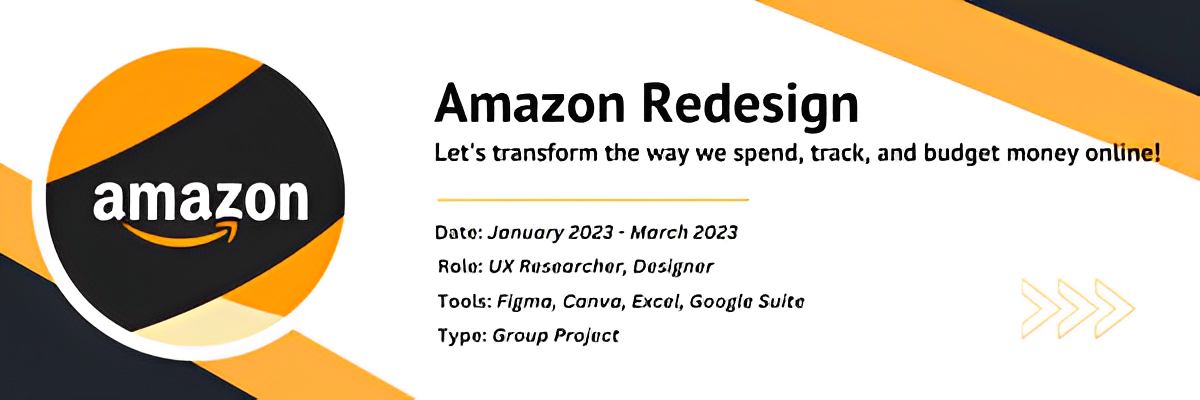 amazon
Amazon Redesign
Let's transform the way we spend, track, and budget money online!
Date: January 2023 - March 2023
Role: UX Researcher, Designer
Tools: Figma, Canva, Excel, Google Suite
Type: Group Project